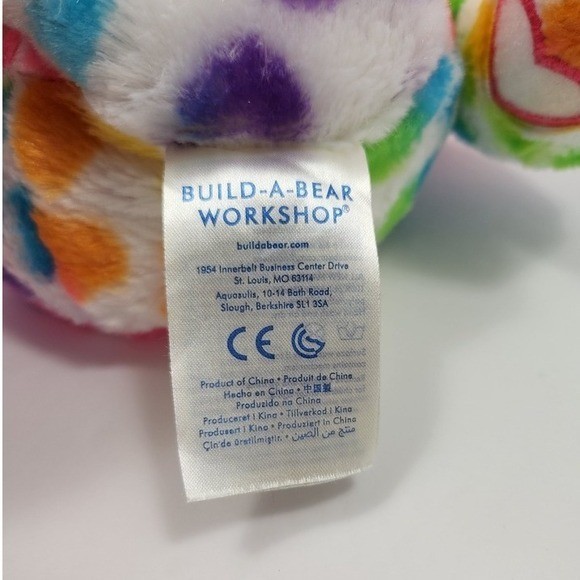 BUILD-A-BEAR
WORKSHOP®
buildabear.com
1954 Innerbelt Business Center Drive
St. Louis, MO 63114
Aquasulis, 10-14 Bath Road,
Slough, Berkshire SL1 3SA
CE
Product of China • Produit de Chine
Hecho en China • 中国製
Produzido na China
Produceret i Kina • Tillverkad i Kina
Produsert i Kina • Produziert in China
Çin'de üretilmiştir. • منتج من الصين